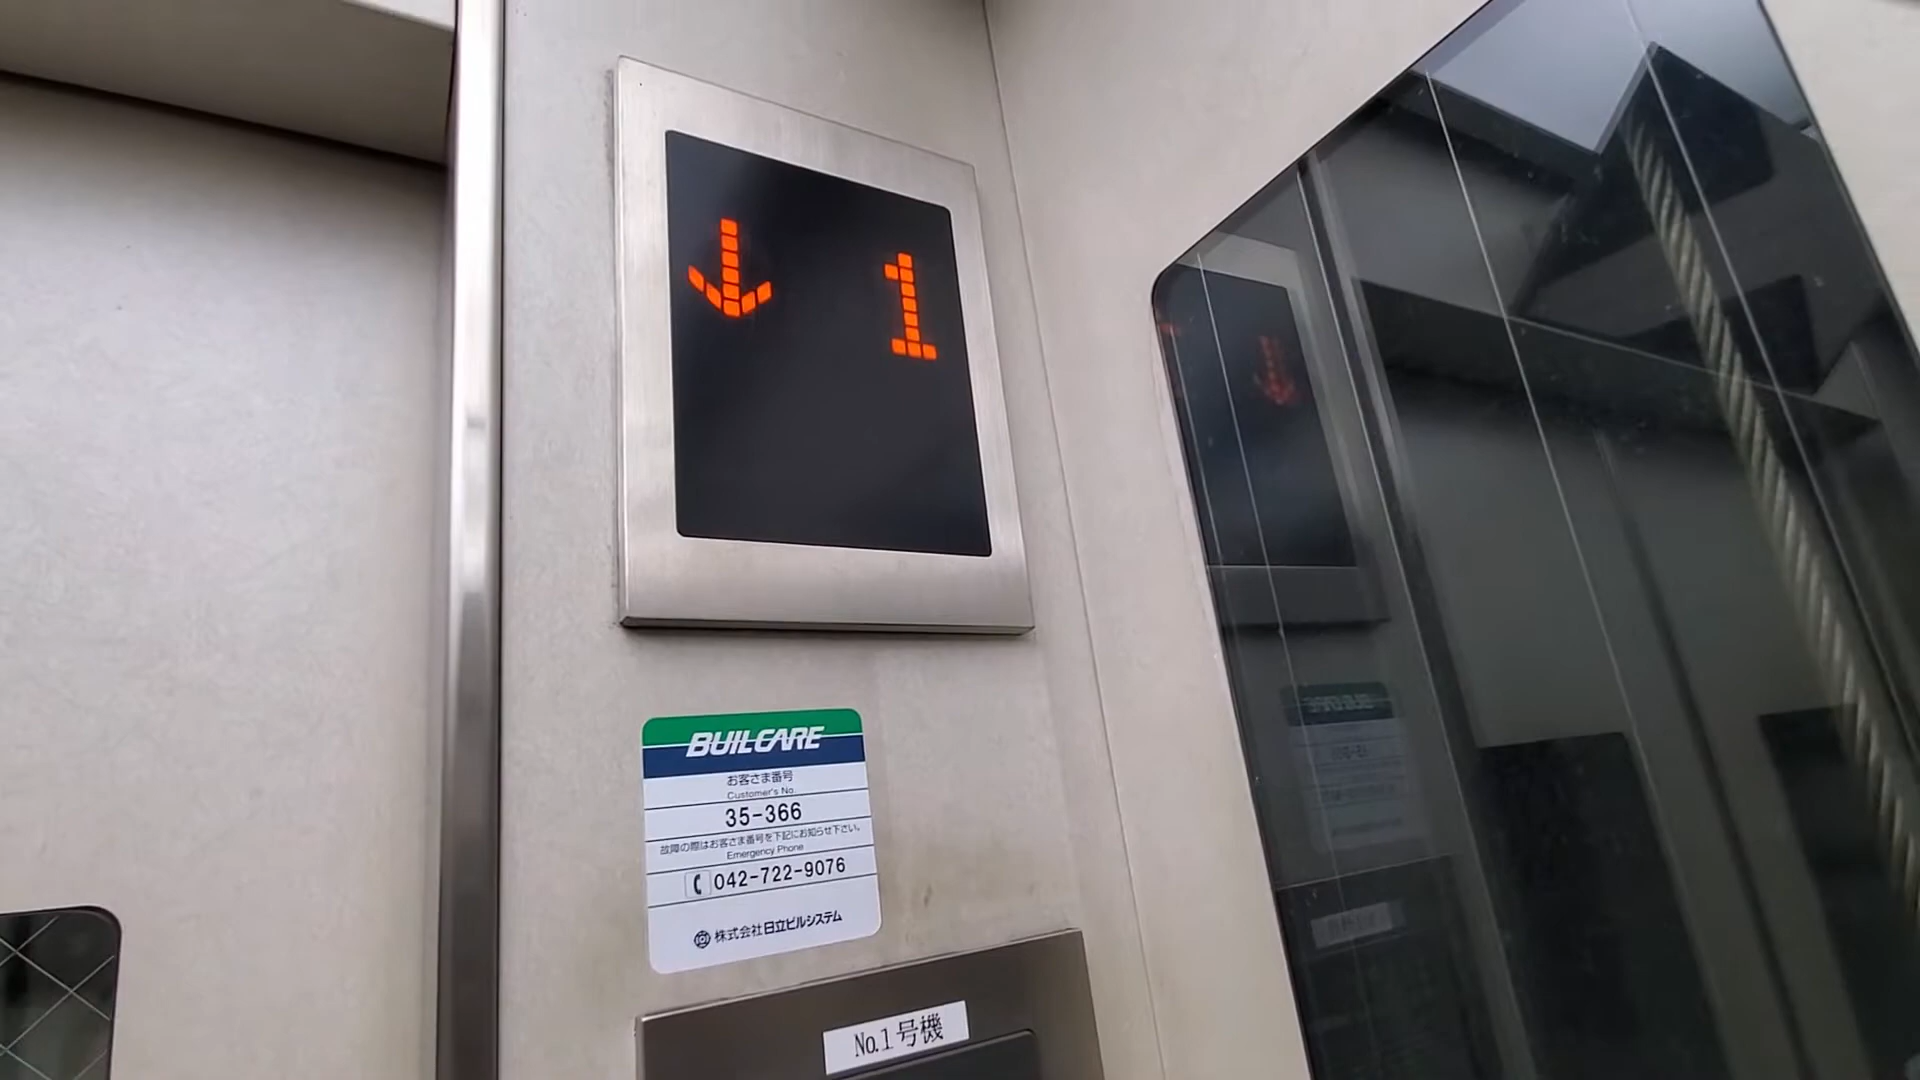 1
BUILCARE
お客さま番号
Customer's No.
35-366
故障の際はお客さま番号を下記にお知らせ下さい。
Emergency Phone
042-722-9076
株式会社日立ビルシステム
No.1号機